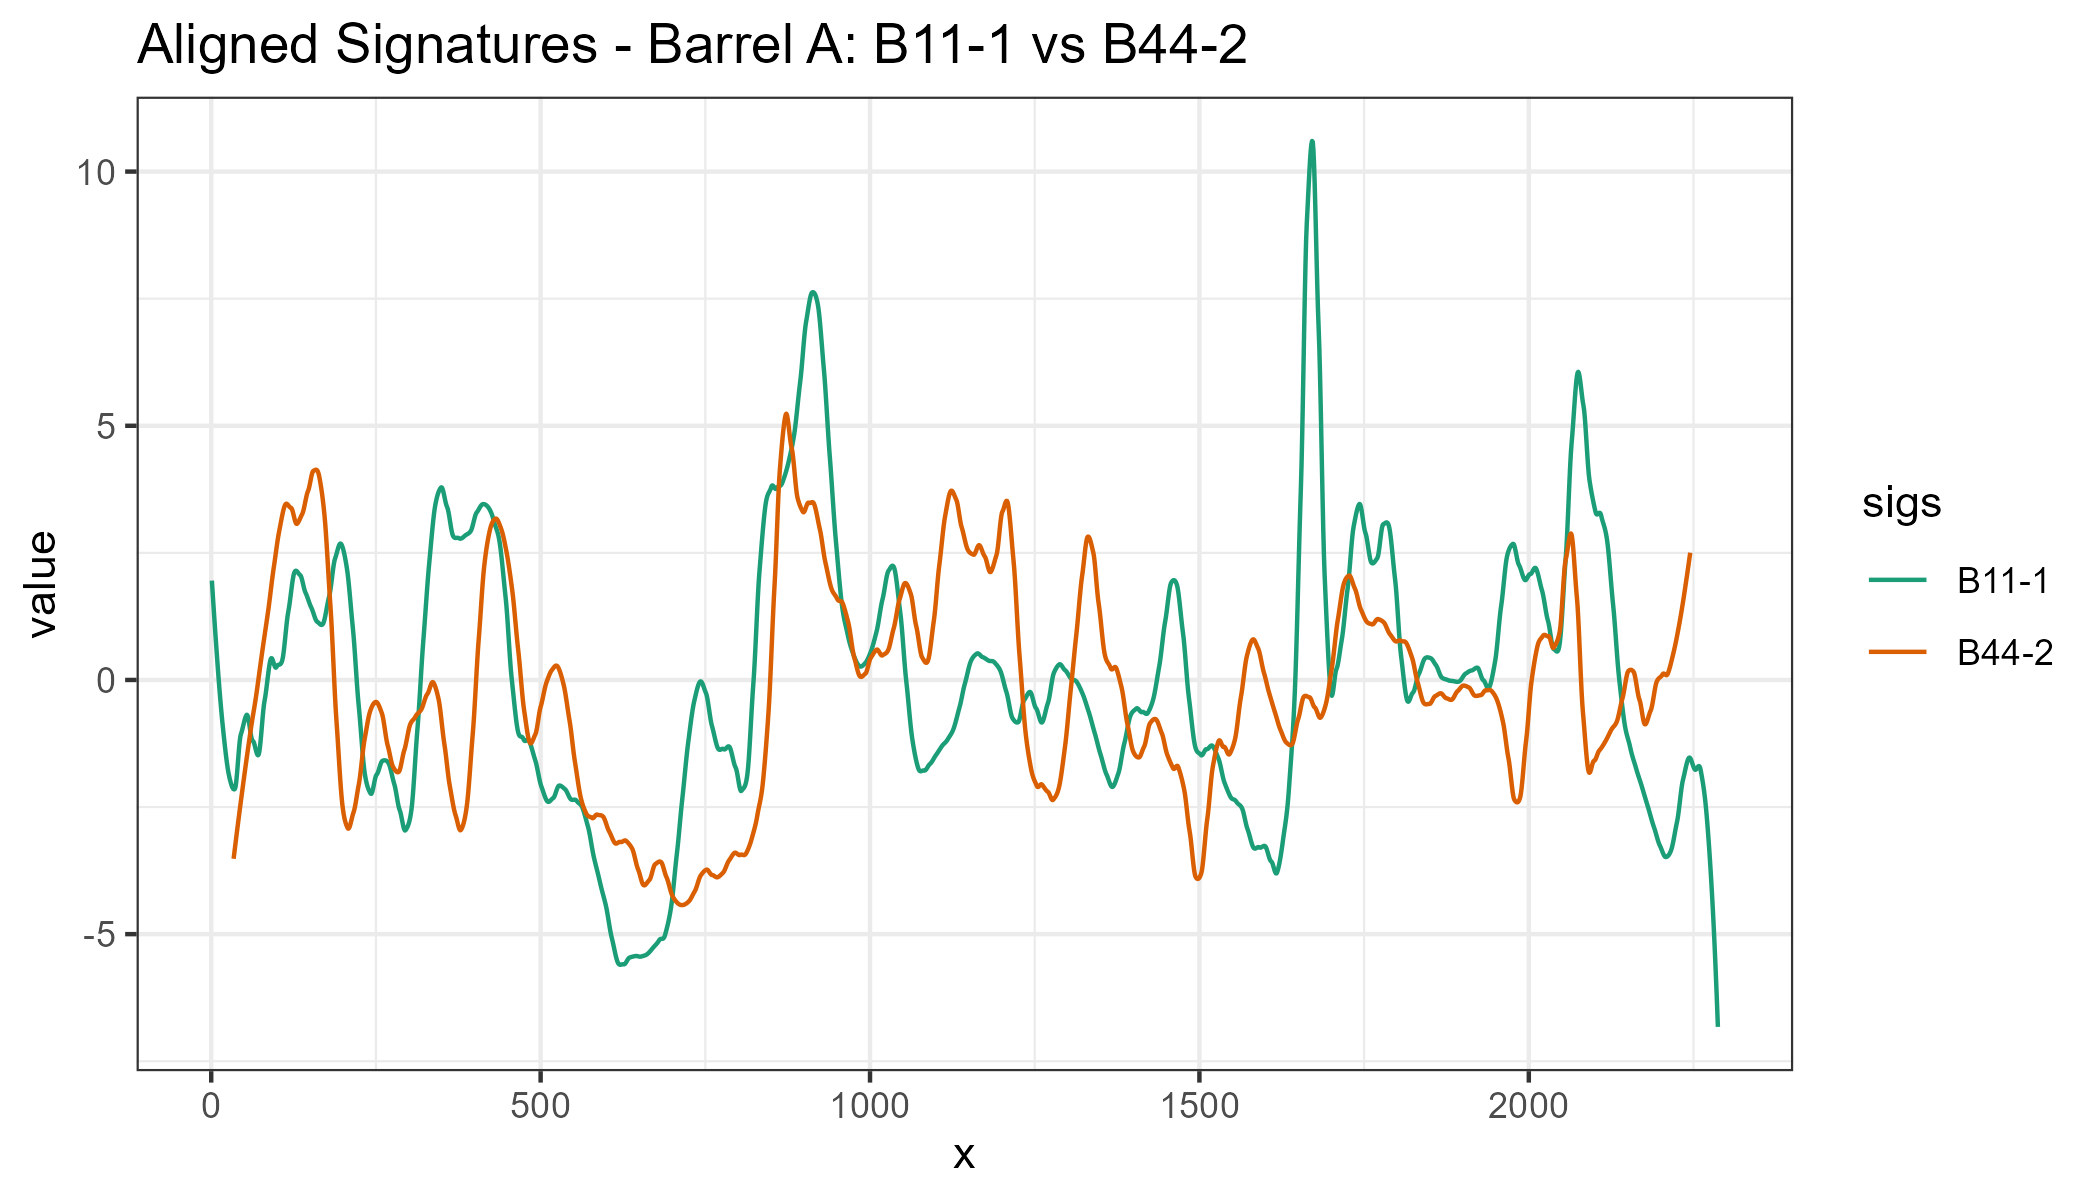 Aligned Signatures - Barrel A: B11-1 vs B44-2
value
10
5
0
-5
0 500 1000 1500 2000
x
sigs
B11-1
B44-2